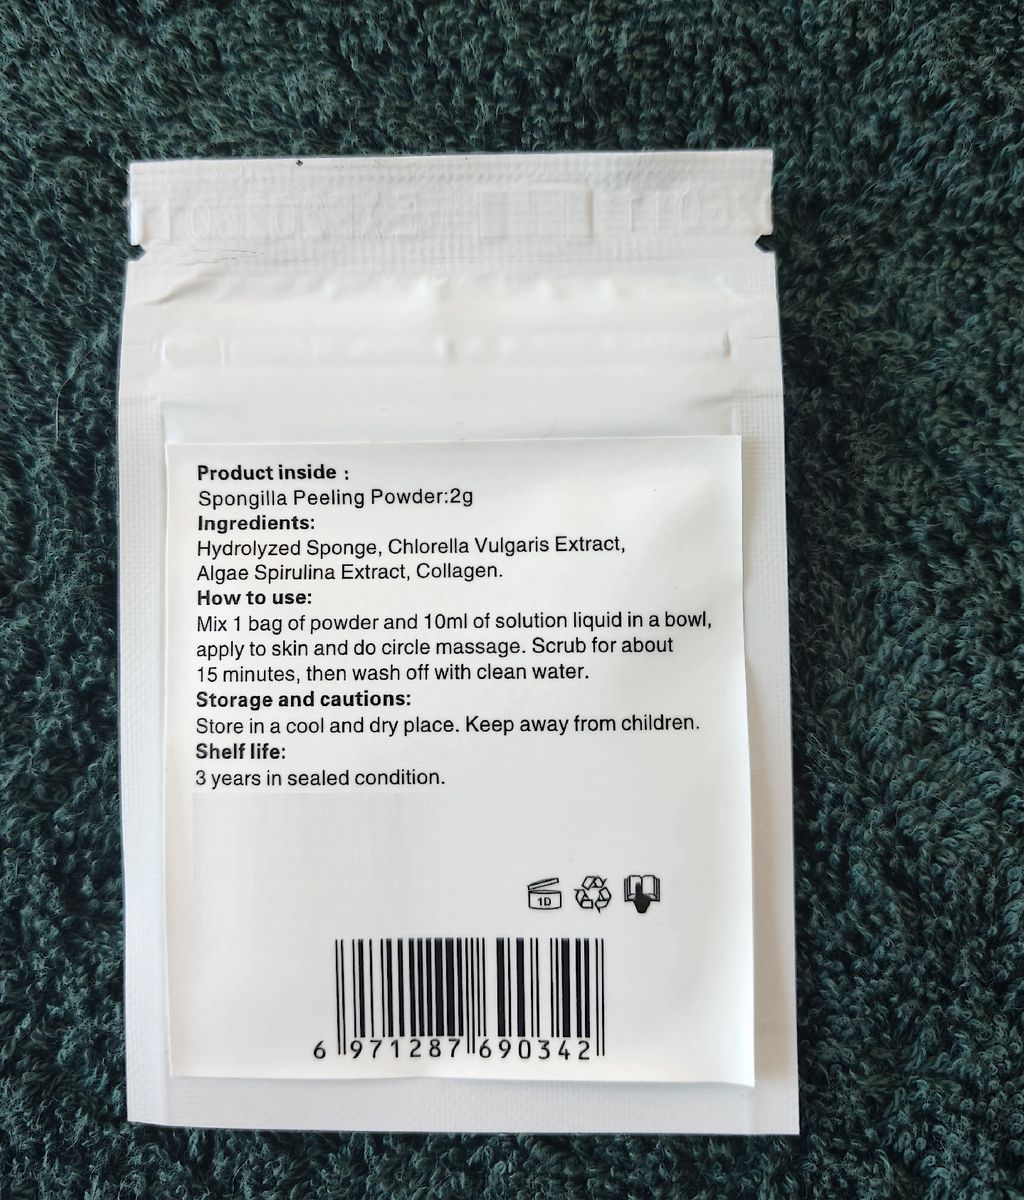 Product inside :
Spongilla Peeling Powder:2g
Ingredients:
Hydrolyzed Sponge, Chlorella Vulgaris Extract,
Algae Spirulina Extract, Collagen.
How to use:
Mix 1 bag of powder and 10ml of solution liquid in a bowl,
apply to skin and do circle massage. Scrub for about
15 minutes, then wash off with clean water.
Storage and cautions:
Store in a cool and dry place. Keep away from children.
Shelf life:
3 years in sealed condition.
1D
6 971287 690342